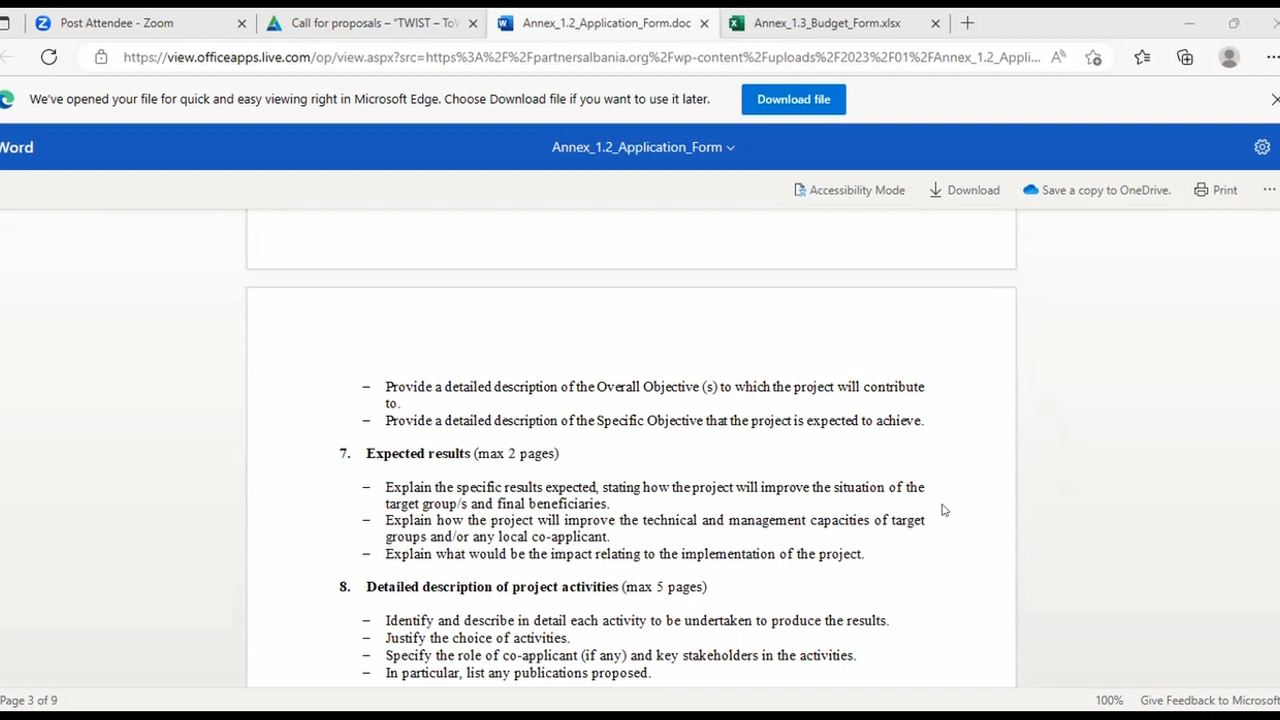 Post Attendee - Zoom
Call for proposals – “TWIST – ToW
Annex_1.2_Application_Form.doc
Annex_1.3_Budget_Form.xlsx
https://view.officeapps.live.com/op/view.aspx?src=https%3A%2F%2Fpartnersalbania.org%2Fwp-content%2Fuploads%2F2023%2F01%2FAnnex_1.2_Appli...
We've opened your file for quick and easy viewing right in Microsoft Edge. Choose Download file if you want to use it later.
Download file
Word
Annex_1.2_Application_Form
Accessibility Mode
Download
Save a copy to OneDrive.
Print
– Provide a detailed description of the Overall Objective (s) to which the project will contribute
to.
– Provide a detailed description of the Specific Objective that the project is expected to achieve.
7. Expected results (max 2 pages)
– Explain the specific results expected, stating how the project will improve the situation of the
target group/s and final beneficiaries.
– Explain how the project will improve the technical and management capacities of target
groups and/or any local co-applicant.
– Explain what would be the impact relating to the implementation of the project.
8. Detailed description of project activities (max 5 pages)
– Identify and describe in detail each activity to be undertaken to produce the results.
– Justify the choice of activities.
– Specify the role of co-applicant (if any) and key stakeholders in the activities.
– In particular, list any publications proposed.
Page 3 of 9
100%
Give Feedback to Microsoft